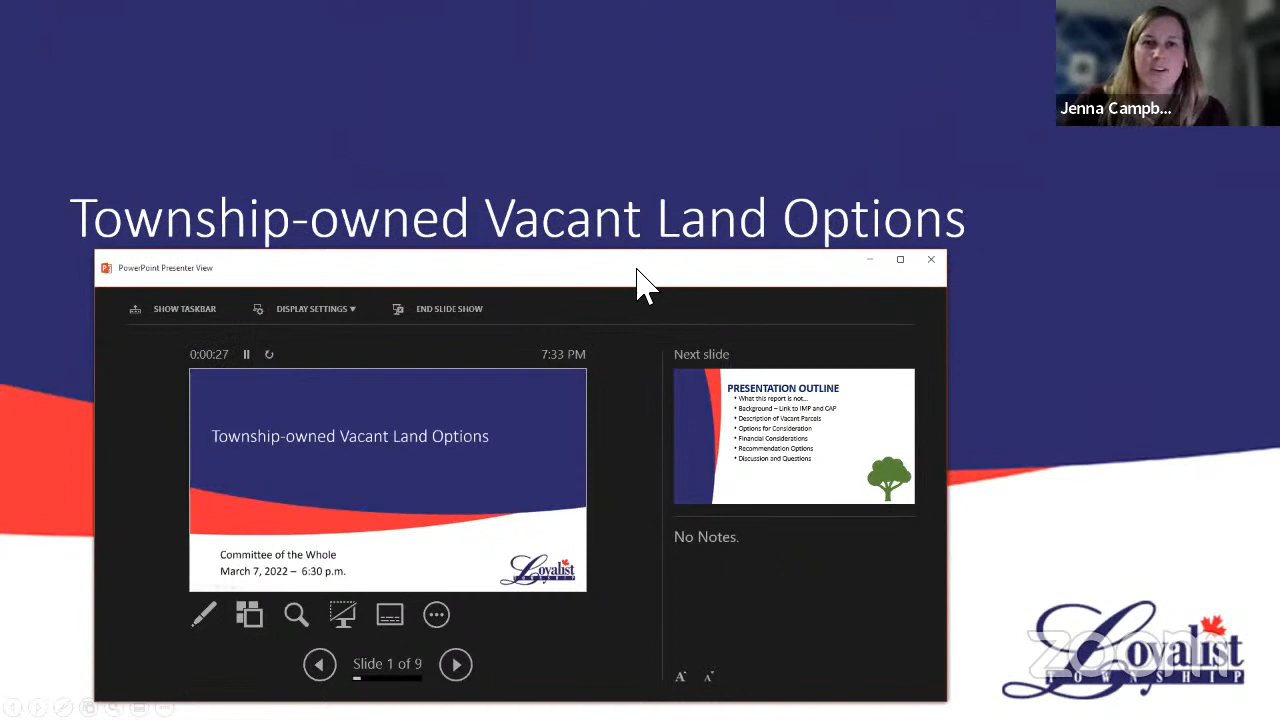 Jenna Campb...
Township-owned Vacant Land Options
PowerPoint Presenter View
SHOW TASKBAR
DISPLAY SETTINGS ▼
END SLIDE SHOW
0:00:27
7:33 PM
Township-owned Vacant Land Options
Committee of the Whole
March 7, 2022 – 6:30 p.m.
Loyalist
TOWNSHIP
Slide 1 of 9
Next slide
PRESENTATION OUTLINE
• What this report is not...
• Background – Link to IMP and CAP
• Description of Vacant Parcels
• Options for Consideration
• Financial Considerations
• Recommendation Options
• Discussion and Questions
No Notes.
A A
zoom
Loyalist
TOWNSHIP